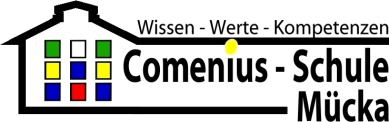 Wissen - Werte - Kompetenzen
Comenius - Schule
Mücka